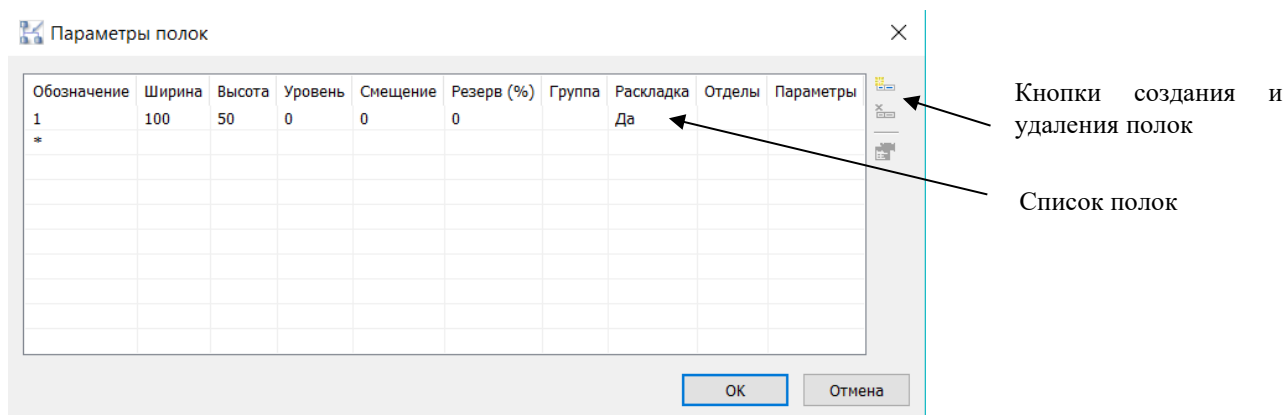 Параметры полок
Обозначение Ширина Высота Уровень Смещение Резерв (%) Группа Раскладка Отделы Параметры
1 100 50 0 0 0 Да
*
Кнопки создания и
удаления полок
Список полок
ОК Отмена